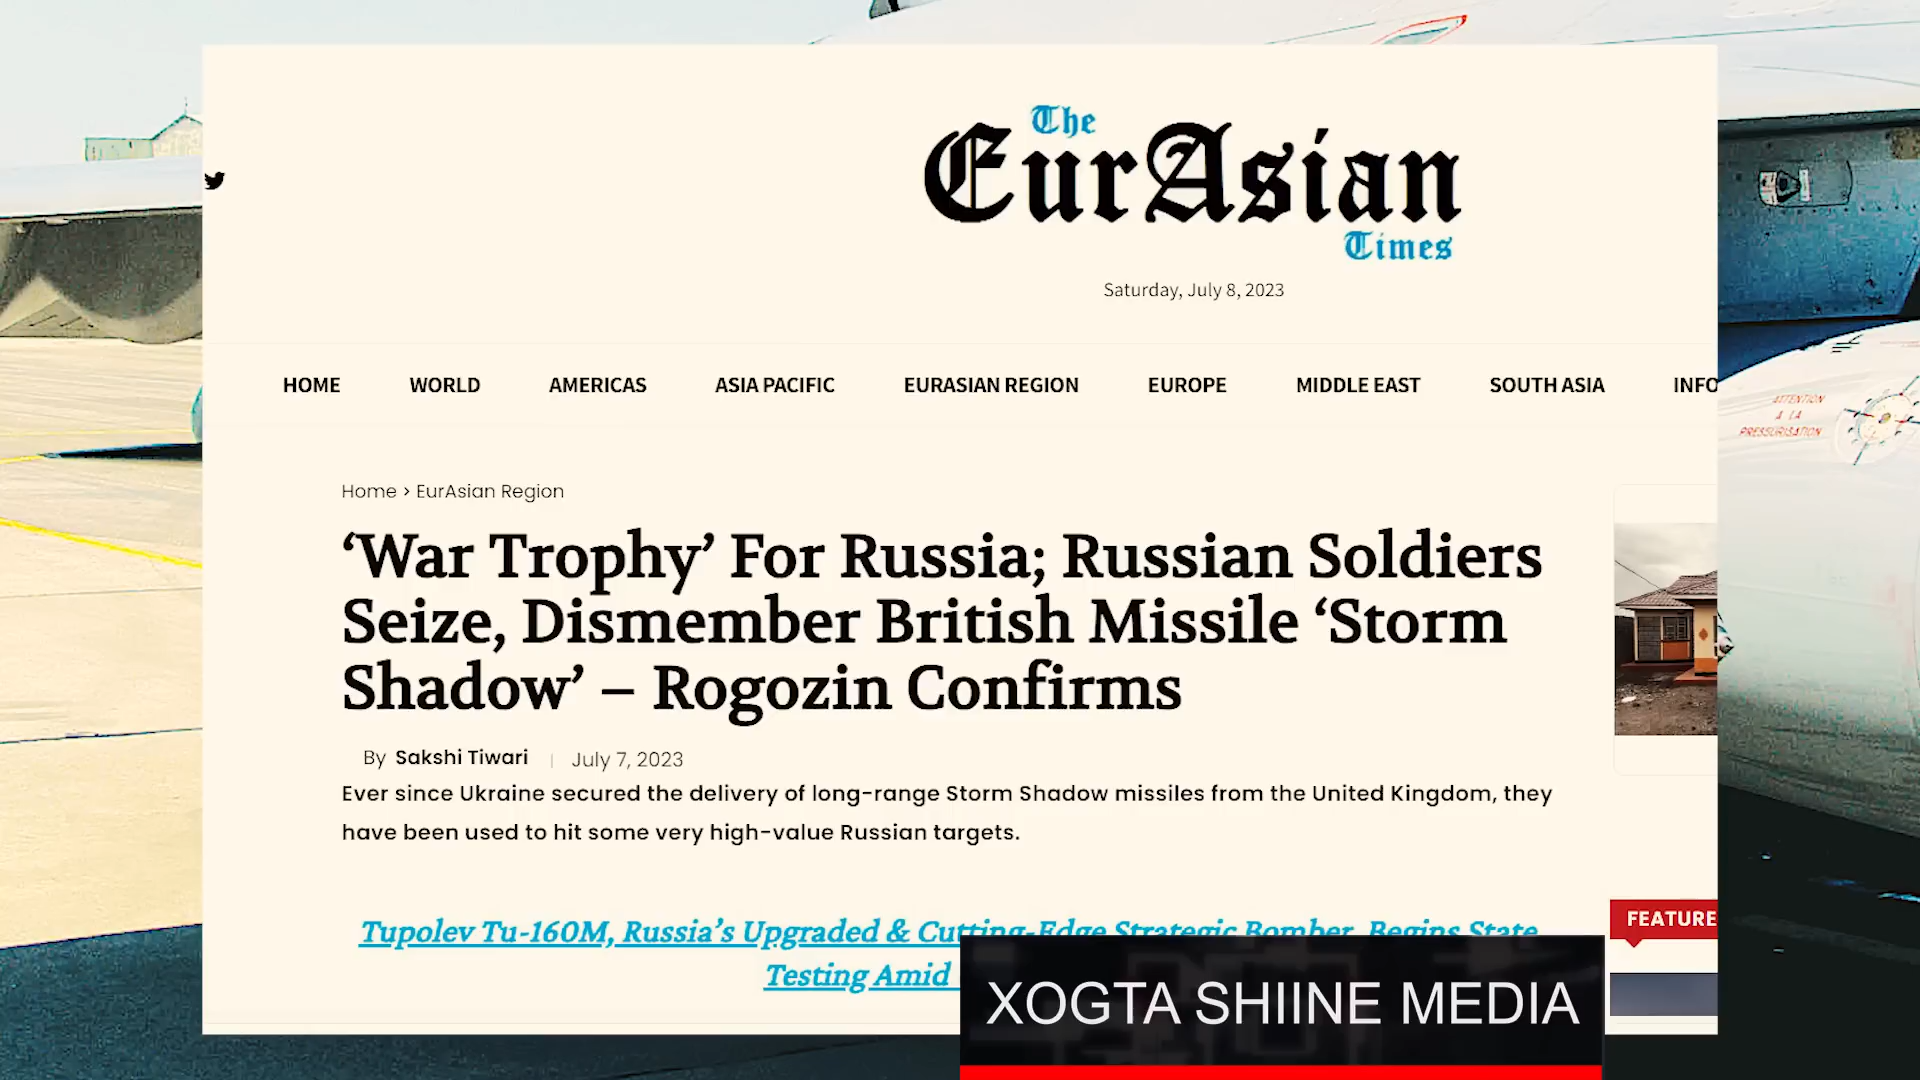 The
EurAsian
Times
Saturday, July 8, 2023
HOME WORLD AMERICAS ASIA PACIFIC EURASIAN REGION EUROPE MIDDLE EAST SOUTH ASIA INFO
ATTENTION
A LA
PRESSURISATION
Home › EurAsian Region
‘War Trophy’ For Russia; Russian Soldiers
Seize, Dismember British Missile ‘Storm
Shadow’ – Rogozin Confirms
By Sakshi Tiwari | July 7, 2023
Ever since Ukraine secured the delivery of long-range Storm Shadow missiles from the United Kingdom, they
have been used to hit some very high-value Russian targets.
Tupolev Tu-160M, Russia’s Upgraded & Cutting-Edge Strategic Bomber, Begins State
Testing Amid
FEATURE
XOGTA SHIINE MEDIA